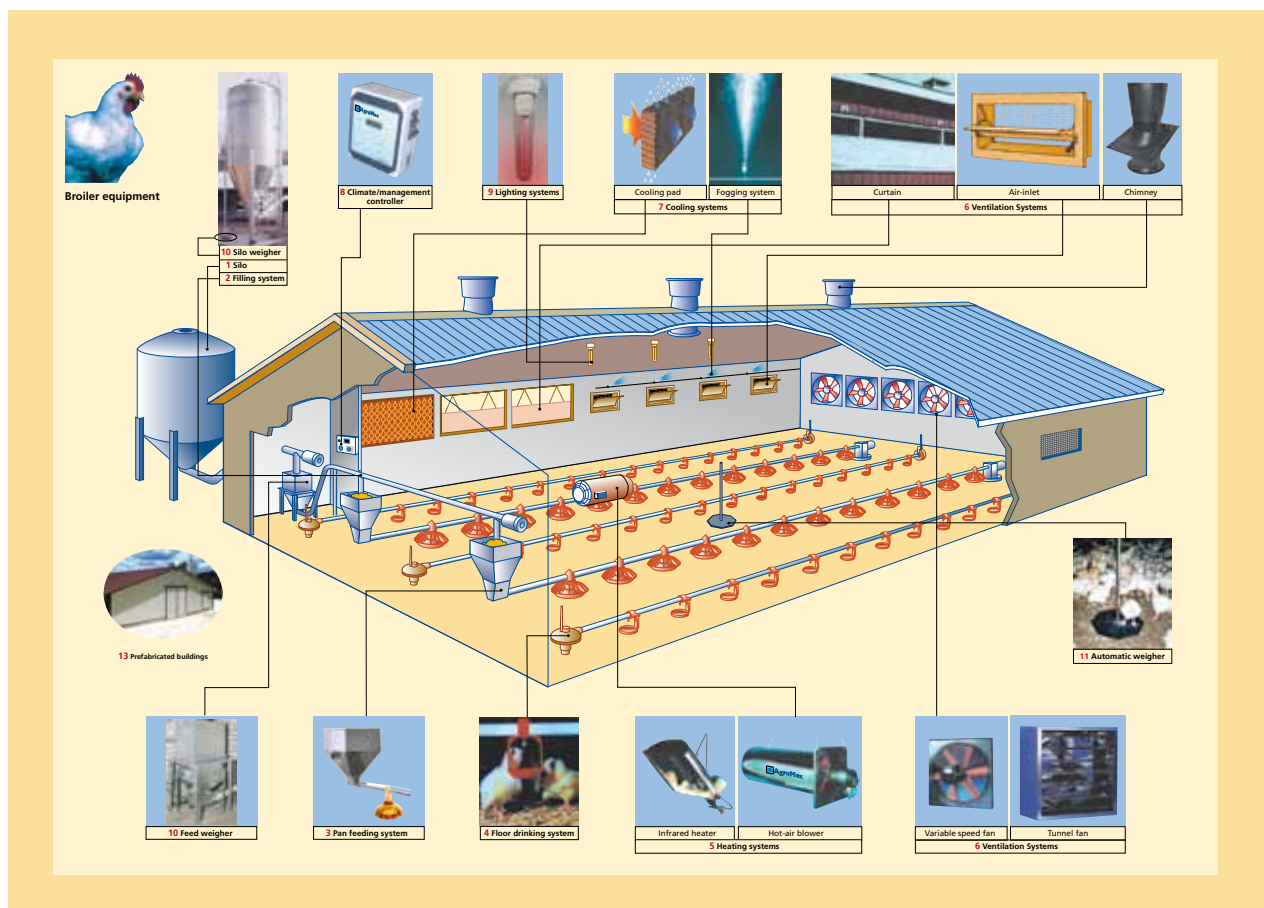 Broiler equipment
10 Silo weigher
1 Silo
2 Filling system
AgroMax
8 Climate/management
controller
9 Lighting systems
Cooling pad
Fogging system
7 Cooling systems
Curtain
Air-inlet
Chimney
6 Ventilation Systems
13 Prefabricated buildings
11 Automatic weigher
10 Feed weigher
3 Pan feeding system
4 Floor drinking system
AgroMax
Infrared heater
Hot-air blower
5 Heating systems
Variable speed fan
Tunnel fan
6 Ventilation Systems